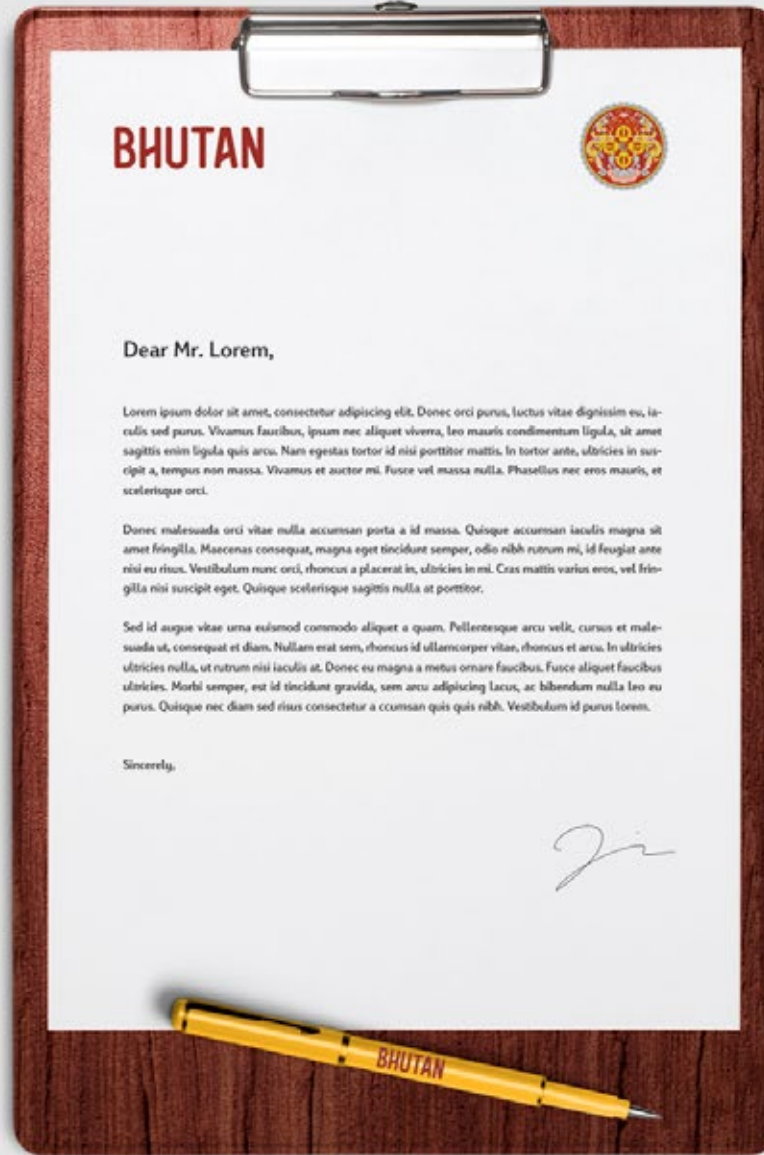 BHUTAN
Dear Mr. Lorem,
Lorem ipsum dolor sit amet, consectetur adipiscing elit. Donec orci purus, luctus vitae dignissim eu, ia-
culis sed purus. Vivamus faucibus, ipsum nec aliquet viverra, leo mauris condimentum ligula, sit amet
sagittis enim ligula quis arcu. Nam egestas tortor id nisi porttitor mattis. In tortor ante, ultricies in sus-
cipit a, tempus non massa. Vivamus et auctor mi. Fusce vel massa nulla. Phasellus nec eros mauris, et
scelerisque orci.
Donec malesuada orci vitae nulla accumsan porta a id massa. Quisque accumsan iaculis magna sit
amet fringilla. Maecenas consequat, magna eget tincidunt semper, odio nibh rutrum mi, id feugiat ante
nisi eu risus. Vestibulum nunc orci, rhoncus a placerat in, ultricies in mi. Cras mattis varius eros, vel frin-
gilla nisi suscipit eget. Quisque scelerisque sagittis nulla at porttitor.
Sed id augue vitae urna euismod commodo aliquet a quam. Pellentesque arcu velit, cursus et male-
suada ut, consequat et diam. Nullam erat sem, rhoncus id ullamcorper vitae, rhoncus et arcu. In ultricies
ultricies nulla, ut rutrum nisi iaculis at. Donec eu magna a metus ornare faucibus. Fusce aliquet faucibus
ultricies. Morbi semper, est id tincidunt gravida, sem arcu adipiscing lacus, ac bibendum nulla leo eu
purus. Quisque nec diam sed risus consectetur a ccumsan quis quis nibh. Vestibulum id purus lorem.
Sincerely,
BHUTAN